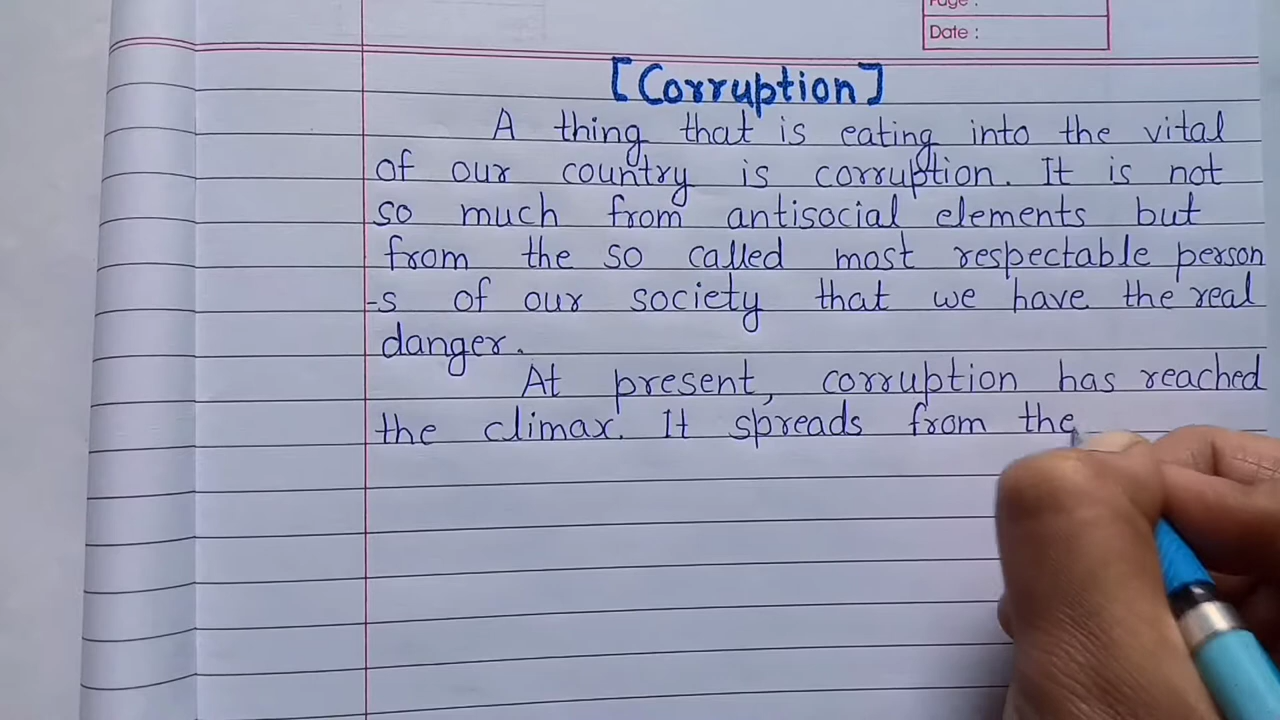 Page :
Date :
[Corruption]
A thing that is eating into the vital
of our country is corruption. It is not
so much from antisocial elements but
from the so called most respectable person
-s of our society that we have the real
danger.
At present, corruption has reached
the climax. It spreads from the